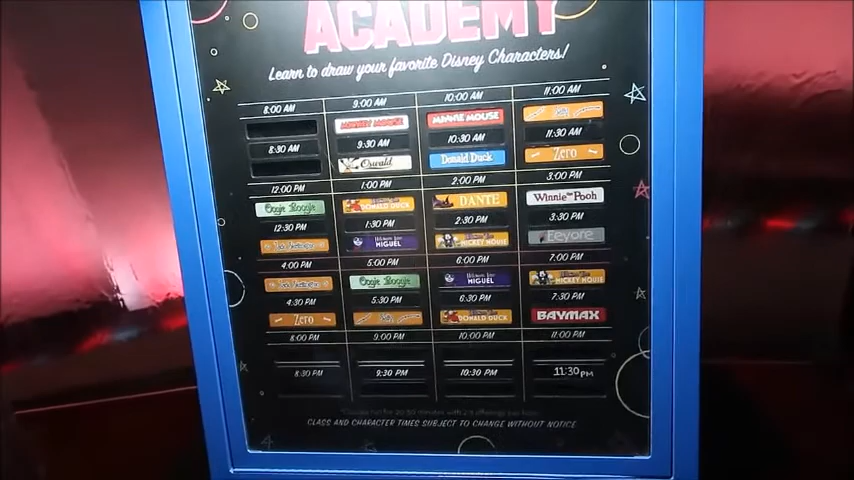 ACADEMY
Learn to draw your favorite Disney Characters!
8:00 AM 9:00 AM 10:00 AM 11:00 AM
MINNIE MOUSE
8:30 AM 9:30 AM 10:30 AM 11:30 AM
Oswald Donald Duck Zero
12:00 PM 1:00 PM 2:00 PM 3:00 PM
Oogie Boogie DONALD DUCK DANTE WINNIE THE POOH
12:30 PM 1:30 PM 2:30 PM 3:30 PM
MIGUEL MICKEY MOUSE Eeyore
4:00 PM 5:00 PM 6:00 PM 7:00 PM
Oogie Boogie MIGUEL MICKEY MOUSE
4:30 PM 5:30 PM 6:30 PM 7:30 PM
Zero DONALD DUCK BAYMAX
8:00 PM 9:00 PM 10:00 PM 11:00 PM
8:30 PM 9:30 PM 10:30 PM 11:30 PM
CLASS AND CHARACTER TIMES SUBJECT TO CHANGE WITHOUT NOTICE